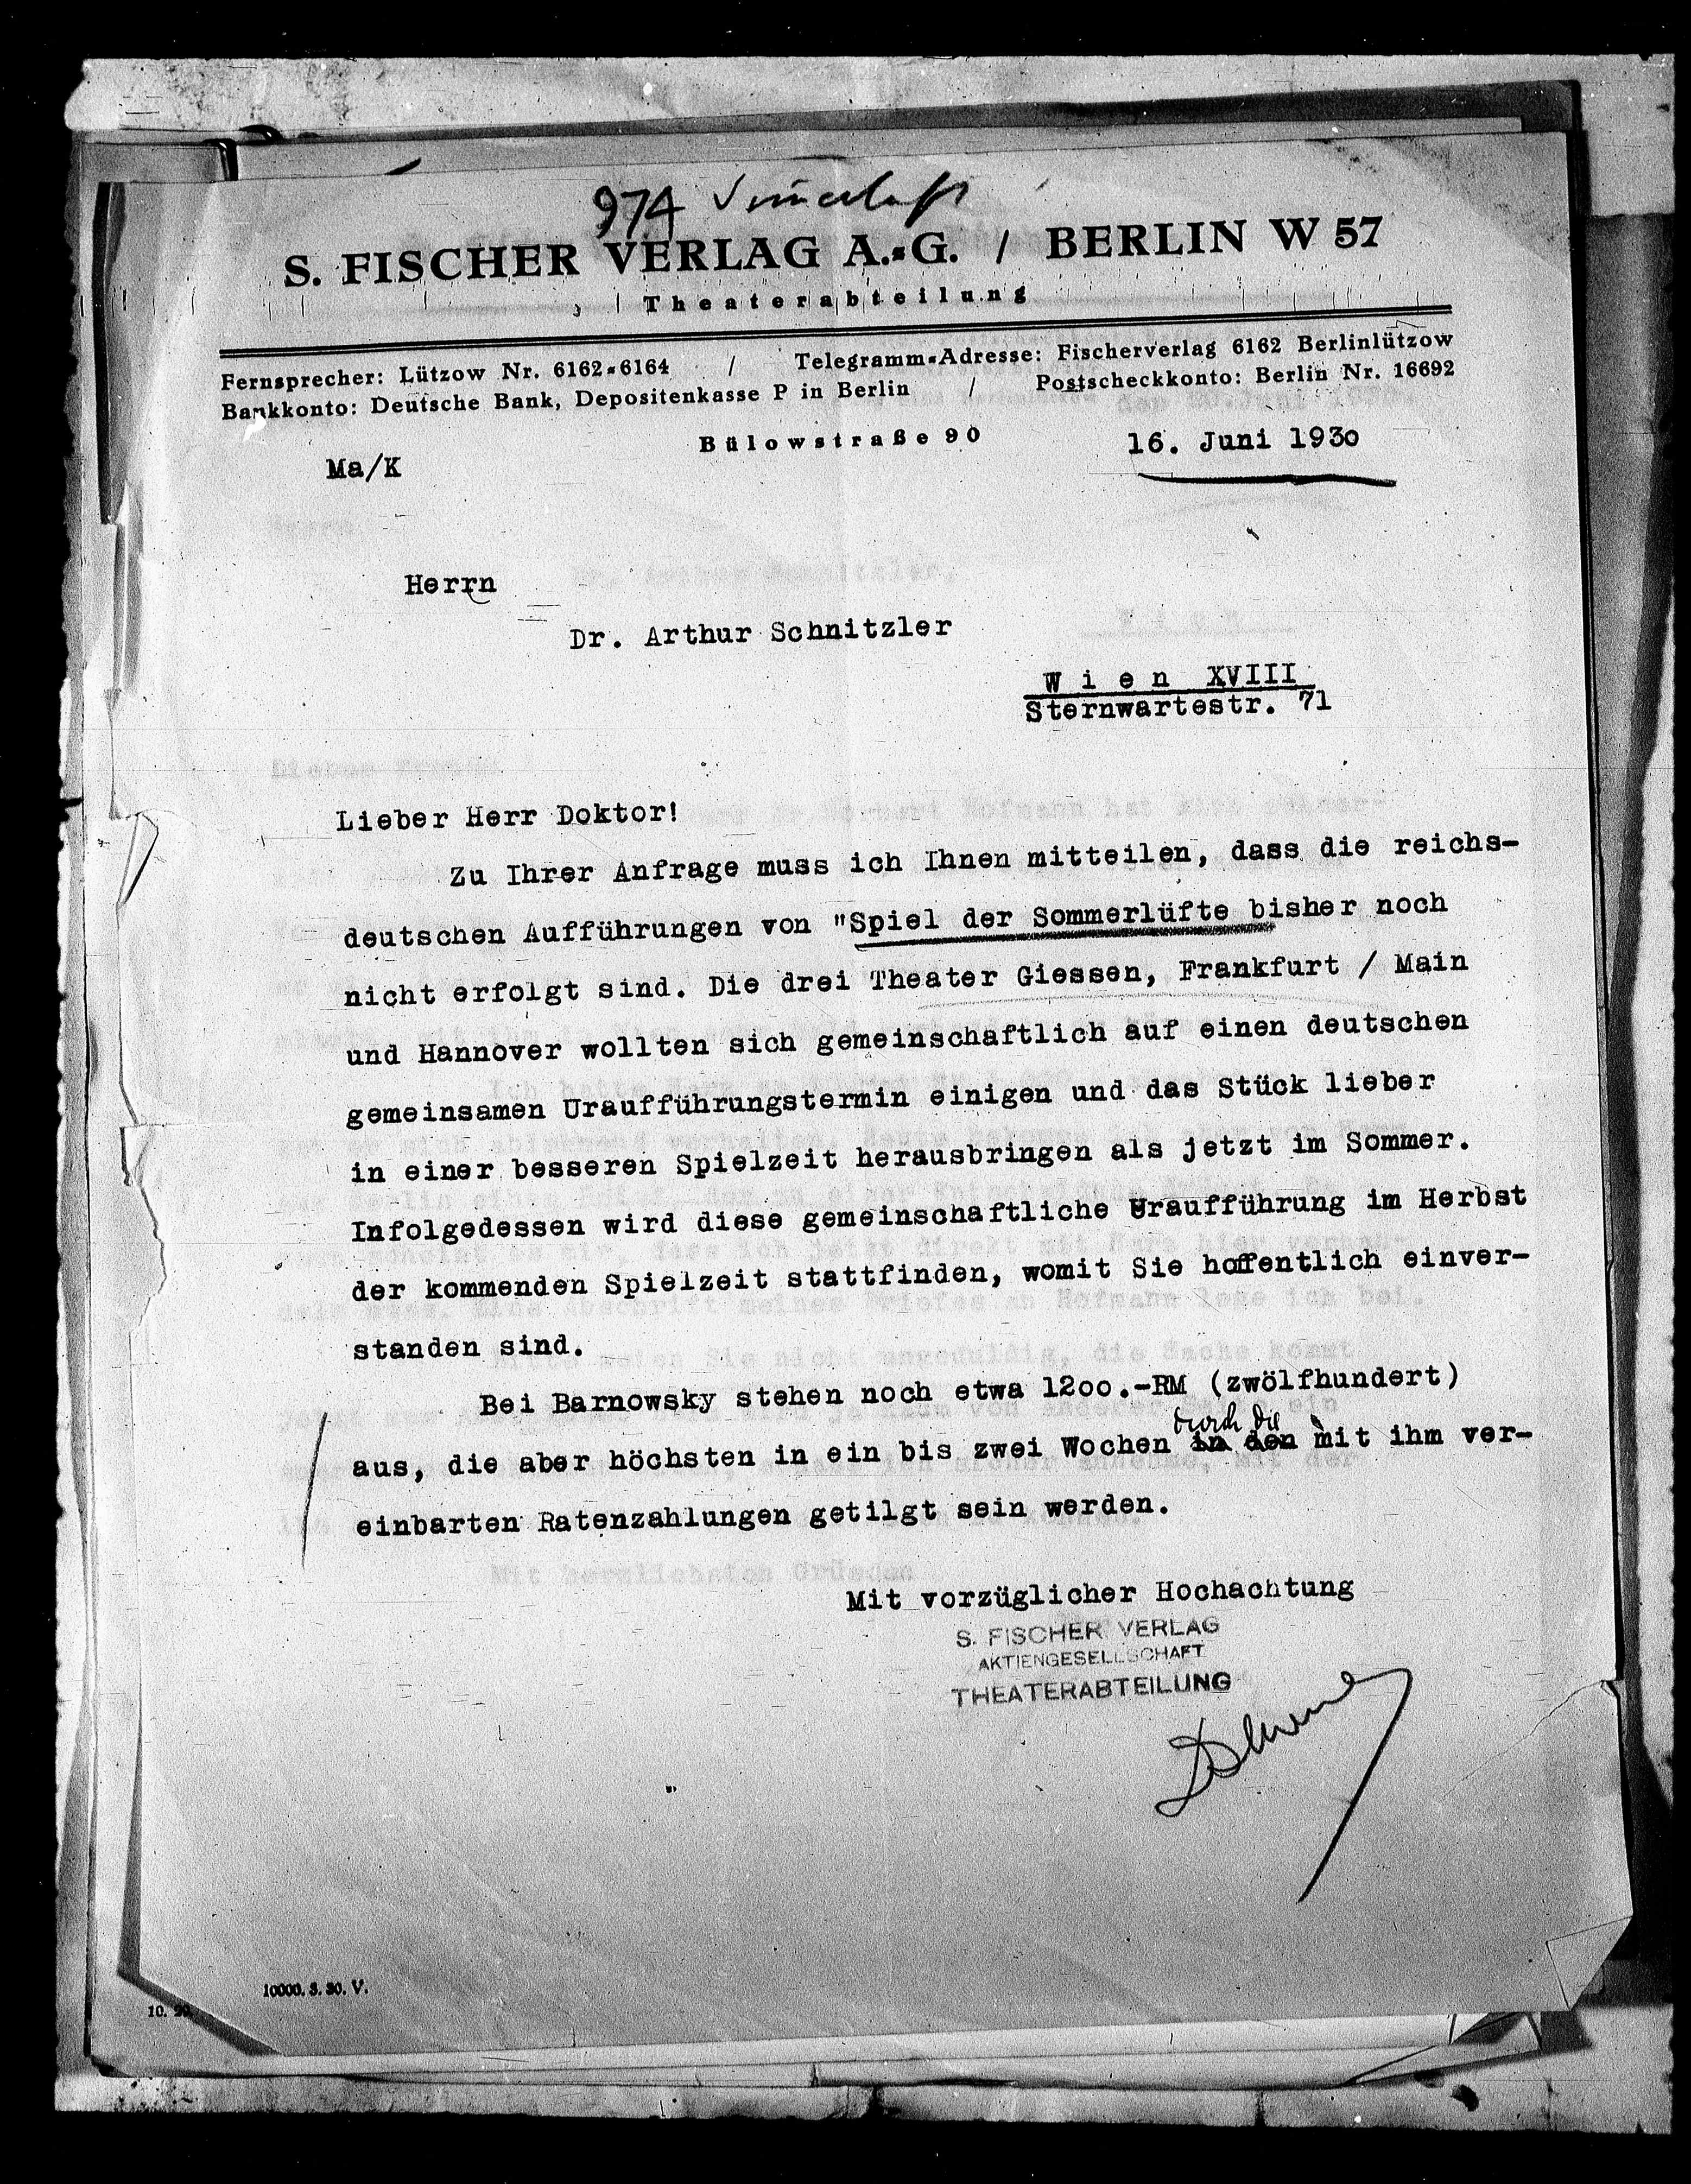 974
S. FISCHER VERLAG A.=G. / BERLIN W 57
Theaterabteilung
Fernsprecher: Lützow Nr. 6162=6164 / Telegramm=Adresse: Fischerverlag 6162 Berlinlützow
Bankkonto: Deutsche Bank, Depositenkasse P in Berlin / Postscheckkonto: Berlin Nr. 16692
Bülowstraße 90
16. Juni 1930
Ma/K
Herrn
Dr. Arthur Schnitzler
Wien XVIII
Sternwartestr. 71
Lieber Herr Doktor!
Zu Ihrer Anfrage muss ich Ihnen mitteilen, dass die reichs-
deutschen Aufführungen von "Spiel der Sommerlüfte bisher noch
nicht erfolgt sind. Die drei Theater Giessen, Frankfurt / Main
und Hannover wollten sich gemeinschaftlich auf einen deutschen
gemeinsamen Uraufführungstermin einigen und das Stück lieber
in einer besseren Spielzeit herausbringen als jetzt im Sommer.
Infolgedessen wird diese gemeinschaftliche Uraufführung im Herbst
der kommenden Spielzeit stattfinden, womit Sie hoffentlich einver-
standen sind.
Bei Barnowsky stehen noch etwa 1200.-RM (zwölfhundert)
durch die
aus, die aber höchsten in ein bis zwei Wochen in den mit ihm ver-
einbarten Ratenzahlungen getilgt sein werden.
Mit vorzüglicher Hochachtung
S. FISCHER VERLAG
AKTIENGESELLSCHAFT
THEATERABTEILUNG
10000. 3. 30. V.
10.